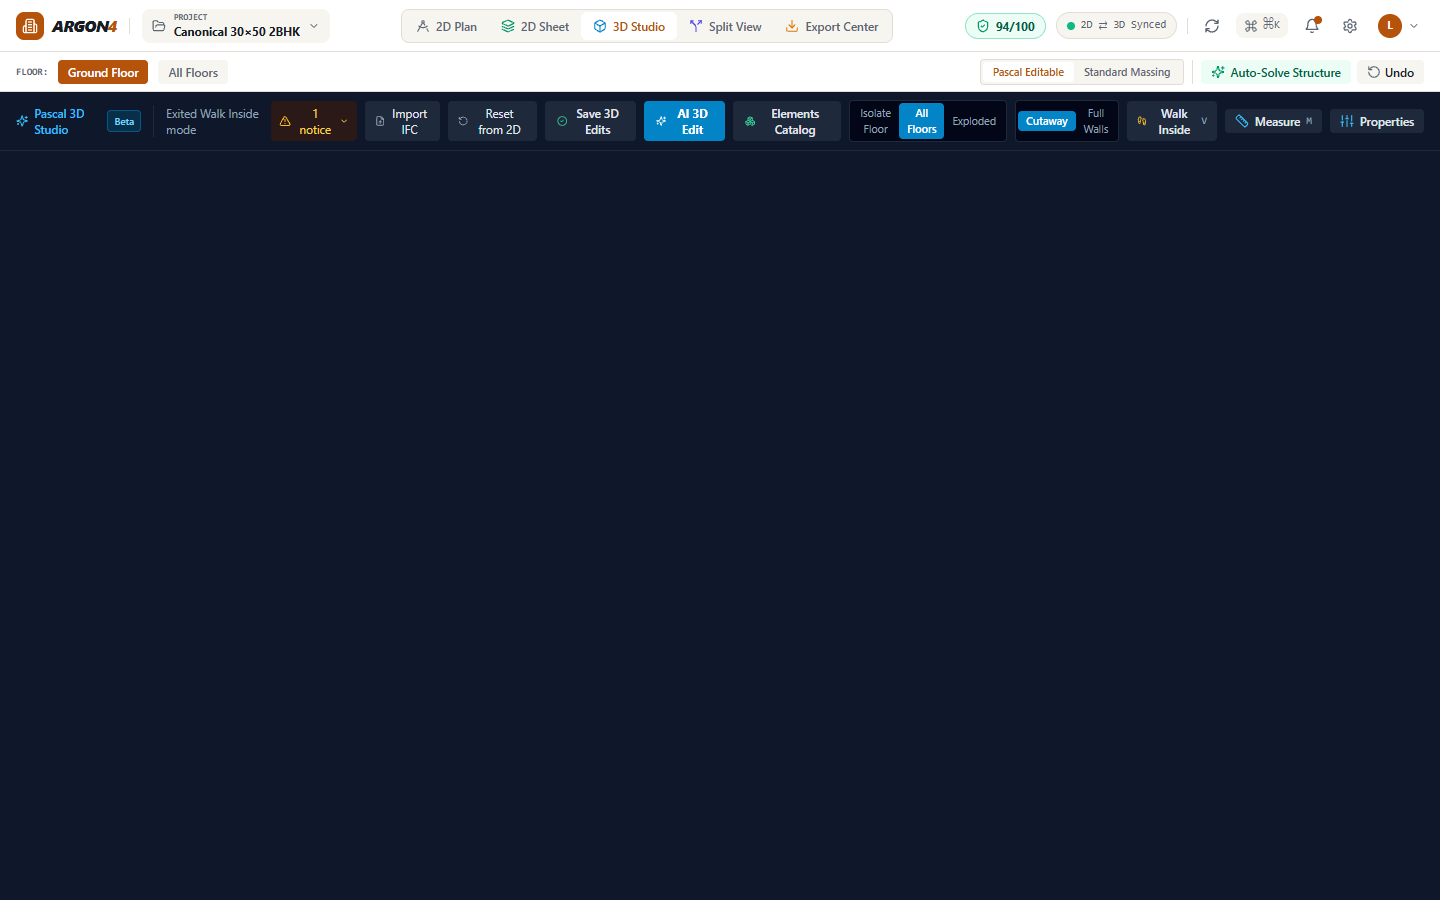 ARGON4
PROJECT
Canonical 30×50 2BHK
2D Plan
2D Sheet
3D Studio
Split View
Export Center
94/100
2D ⇄ 3D Synced
⌘ ⌘K
L
FLOOR:
Ground Floor
All Floors
Pascal Editable
Standard Massing
Auto-Solve Structure
Undo
Pascal 3D
Studio
Beta
Exited Walk Inside
mode
1
notice
Import
IFC
Reset
from 2D
Save 3D
Edits
AI 3D
Edit
Elements
Catalog
Isolate
Floor
All
Floors
Exploded
Cutaway
Full
Walls
Walk
Inside
V
Measure M
Properties